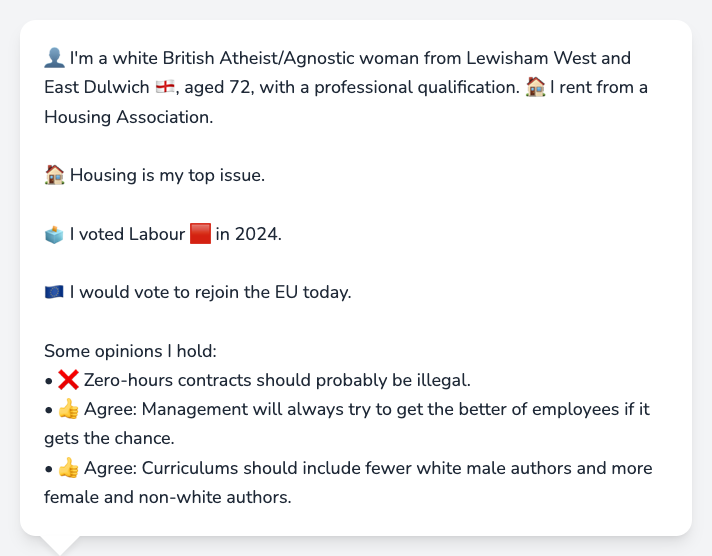 👤 I'm a white British Atheist/Agnostic woman from Lewisham West and
East Dulwich 🏴󠁧󠁢󠁥󠁮󠁧󠁿, aged 72, with a professional qualification. 🏠 I rent from a
Housing Association.
🏠 Housing is my top issue.
🗳️ I voted Labour 🟥 in 2024.
🇪🇺 I would vote to rejoin the EU today.
Some opinions I hold:
• ❌ Zero-hours contracts should probably be illegal.
• 👍 Agree: Management will always try to get the better of employees if it
gets the chance.
• 👍 Agree: Curriculums should include fewer white male authors and more
female and non-white authors.